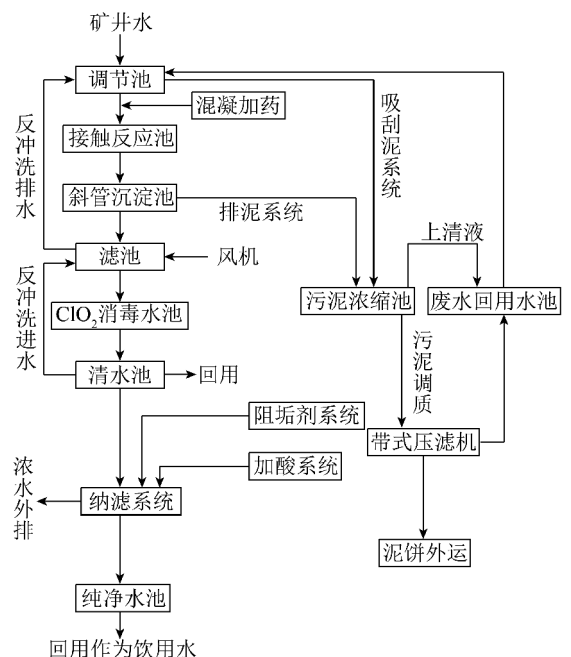 矿井水
调节池
混凝加药
接触反应池
吸刮泥系统
反冲洗排水
斜管沉淀池
排泥系统
上清液
滤池
风机
反冲洗进水
污泥浓缩池
废水回用水池
ClO₂消毒水池
污泥调质
清水池
回用
阻垢剂系统
带式压滤机
加酸系统
浓水外排
纳滤系统
泥饼外运
纯净水池
回用作为饮用水